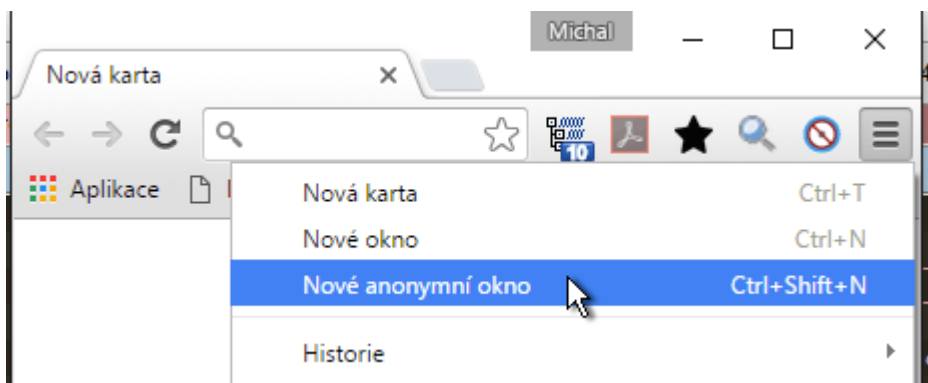 Michal
Nová karta
10
Aplikace
Nová karta Ctrl+T
Nové okno Ctrl+N
Nové anonymní okno Ctrl+Shift+N
Historie